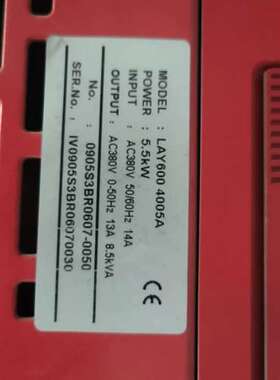 MODEL : LAY600 4005A
POWER : 5.5kW
INPUT : AC380V 50/60Hz 14A
OUTPUT : AC380V 0-50Hz 13A 8.5kVA
No. : 0905S3BR0607-0050
SER.No. : IV0905S3BR06070030
CE